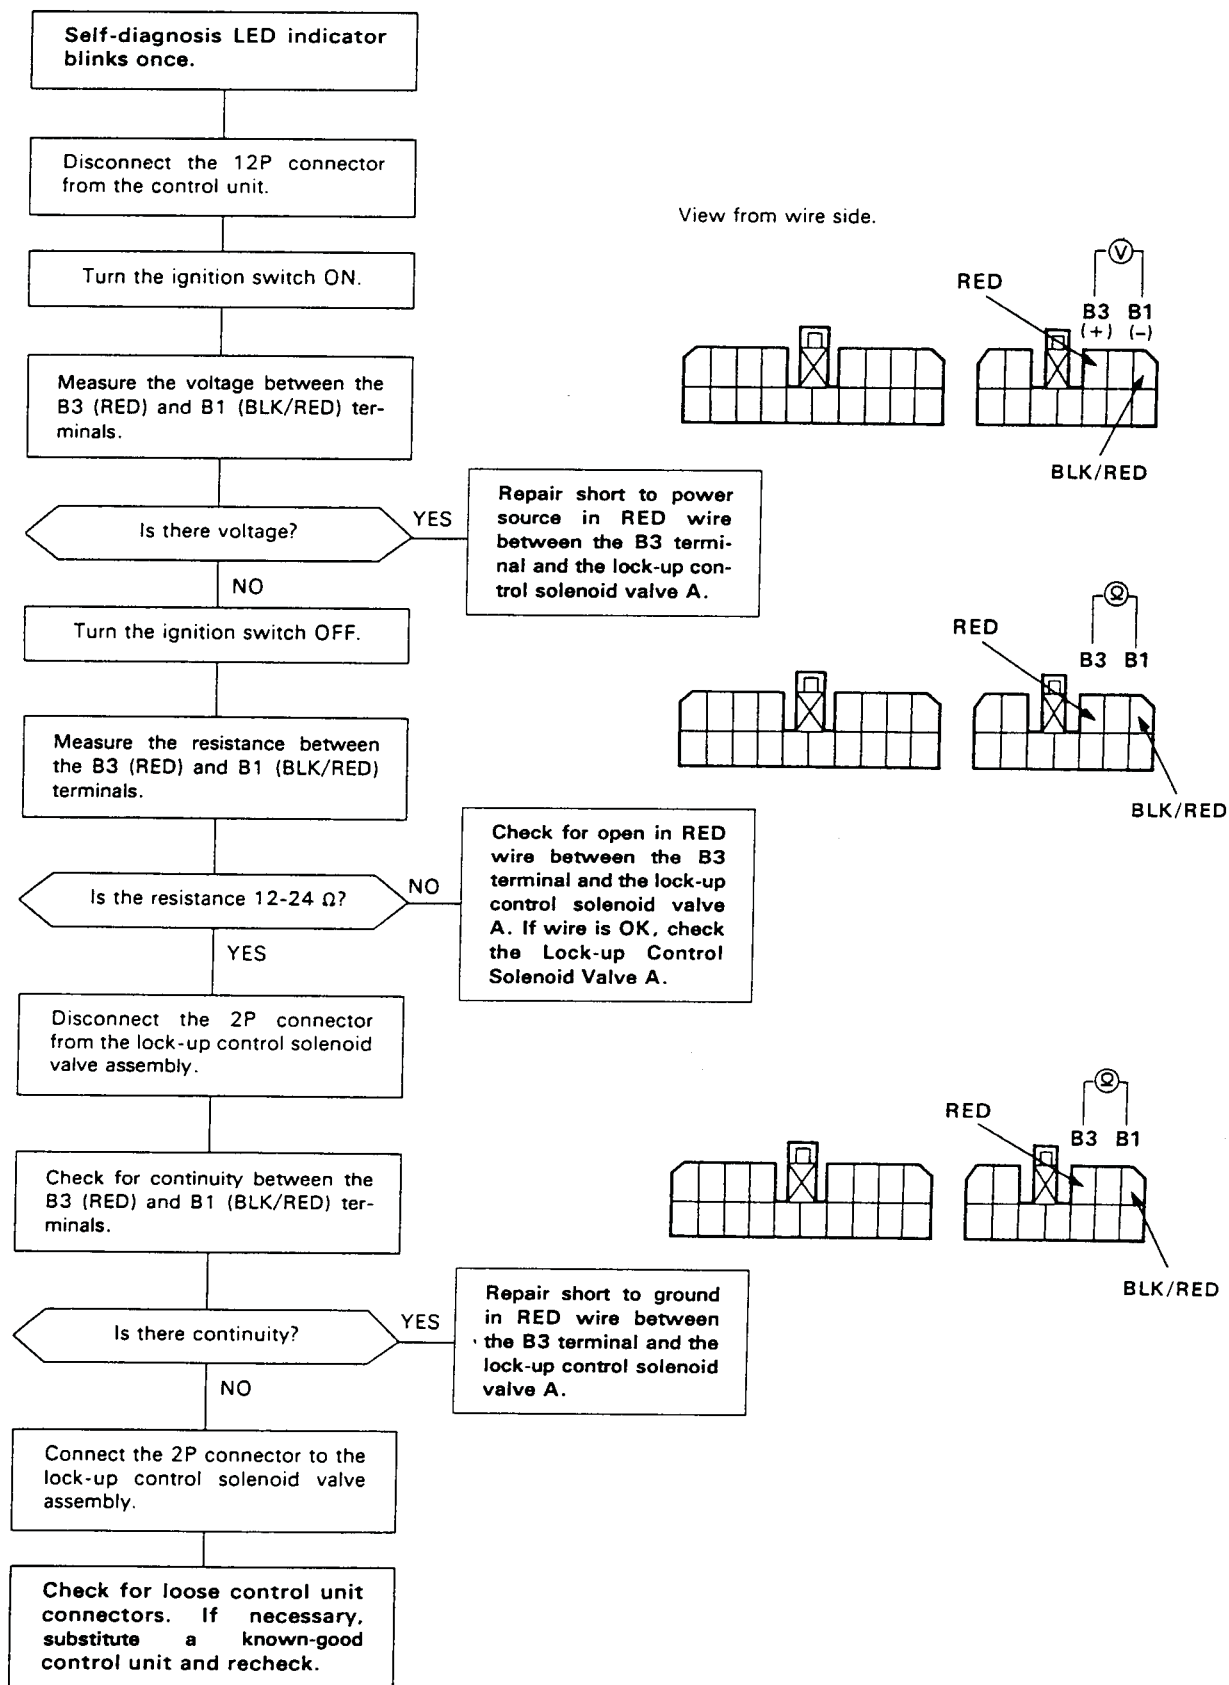 Self-diagnosis LED indicator
blinks once.
Disconnect the 12P connector
from the control unit.
Turn the ignition switch ON.
Measure the voltage between the
B3 (RED) and B1 (BLK/RED) ter-
minals.
Is there voltage?
YES
Repair short to power
source in RED wire
between the B3 termi-
nal and the lock-up con-
trol solenoid valve A.
NO
Turn the ignition switch OFF.
Measure the resistance between
the B3 (RED) and B1 (BLK/RED)
terminals.
Is the resistance 12-24 Ω?
NO
Check for open in RED
wire between the B3
terminal and the lock-up
control solenoid valve
A. If wire is OK, check
the Lock-up Control
Solenoid Valve A.
YES
Disconnect the 2P connector
from the lock-up control solenoid
valve assembly.
Check for continuity between the
B3 (RED) and B1 (BLK/RED) ter-
minals.
Is there continuity?
YES
Repair short to ground
in RED wire between
the B3 terminal and the
lock-up control solenoid
valve A.
NO
Connect the 2P connector to the
lock-up control solenoid valve
assembly.
Check for loose control unit
connectors. If necessary,
substitute a known-good
control unit and recheck.
View from wire side.
V
RED
B3 B1
(+) (-)
BLK/RED
Ω
RED
B3 B1
BLK/RED
Ω
RED
B3 B1
BLK/RED